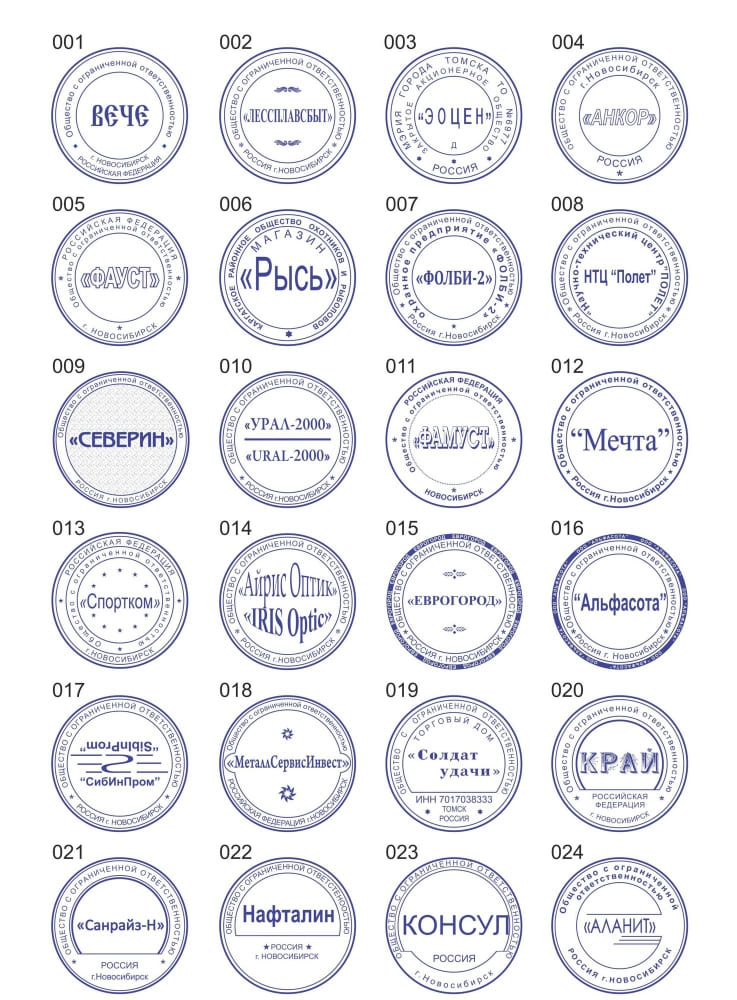 001
Общество с ограниченной ответственностью
ВЕЧЕ
г. НОВОСИБИРСК
РОССИЙСКАЯ ФЕДЕРАЦИЯ
002
ОБЩЕСТВО С ОГРАНИЧЕННОЙ ОТВЕТСТВЕННОСТЬЮ
«ЛЕССПЛАВСБЫТ»
* РОССИЯ г.НОВОСИБИРСК *
003
МЭРИЯ ГОРОДА ТОМСКА ТО №6977
ЗАКРЫТОЕ АКЦИОНЕРНОЕ ОБЩЕСТВО
"ЭОЦЕН"
Д
* РОССИЯ *
004
ОБЩЕСТВО С ОГРАНИЧЕННОЙ ОТВЕТСТВЕННОСТЬЮ
г.Новосибирск
«АНКОР»
РОССИЯ
*
005
* РОССИЙСКАЯ ФЕДЕРАЦИЯ *
Общество с ограниченной ответственностью
«ФАУСТ»
*
г. НОВОСИБИРСК
006
КАРГАТСКОЕ РАЙОННОЕ ОБЩЕСТВО ОХОТНИКОВ И РЫБОЛОВОВ
МАГАЗИН
«Рысь»
007
Общество с ограниченной ответственностью
охранное предприятие «ФОЛБИ-2»
«ФОЛБИ-2»
*
* Россия г.Новосибирск *
008
Общество с ограниченной ответственностью
"Научно-технический центр "ПОЛЕТ"
НТЦ "Полет"
* Россия г.Новосибирск *
009
Общество с ограниченной ответственностью
«СЕВЕРИН»
РОССИЯ г.НОВОСИБИРСК
010
ОБЩЕСТВО С ОГРАНИЧЕННОЙ ОТВЕТСТВЕННОСТЬЮ
«УРАЛ-2000»
«URAL-2000»
* РОССИЯ г.НОВОСИБИРСК *
011
РОССИЙСКАЯ ФЕДЕРАЦИЯ
Общество с ограниченной ответственностью
«ФАМУСТ»
* *
НОВОСИБИРСК
012
Общество с ограниченной ответственностью
"Мечта"
* Россия г.Новосибирск *
013
РОССИЙСКАЯ ФЕДЕРАЦИЯ
Общество с ограниченной ответственностью
«Спортком»
г.НОВОСИБИРСК
014
ОБЩЕСТВО С ОГРАНИЧЕННОЙ ОТВЕТСТВЕННОСТЬЮ
«Айрис Оптик»
«IRIS Optic»
* РОССИЯ г.НОВОСИБИРСК *
015
ЕВРОГОРОД ЕВРОГОРОД ЕВРОГОРОД
ОБЩЕСТВО С ОГРАНИЧЕННОЙ ОТВЕТСТВЕННОСТЬЮ
«ЕВРОГОРОД»
* РОССИЯ г. НОВОСИБИРСК *
016
ООО "АЛЬФАСОТА"
Общество с ограниченной ответственностью
"Альфасота"
* Россия г.Новосибирск *
017
ОБЩЕСТВО С ОГРАНИЧЕННОЙ ОТВЕТСТВЕННОСТЬЮ
"SibInProm"
"СибИнПром"
* РОССИЯ г.НОВОСИБИРСК *
018
Общество с ограниченной ответственностью
«МеталлСервисИнвест»
РОССИЙСКАЯ ФЕДЕРАЦИЯ г.НОВОСИБИРСК
019
ОБЩЕСТВО С ОГРАНИЧЕННОЙ ОТВЕТСТВЕННОСТЬЮ
ТОРГОВЫЙ ДОМ
«Солдат
удачи»
ИНН 7017038333
* ТОМСК *
РОССИЯ
020
Общество с ограниченной ответственностью
КРАЙ
РОССИЙСКАЯ
ФЕДЕРАЦИЯ
г. НОВОСИБИРСК
021
ОБЩЕСТВО С ОГРАНИЧЕННОЙ ОТВЕТСТВЕННОСТЬЮ
«Санрайз-Н»
РОССИЯ
г.Новосибирск
022
ОБЩЕСТВО С ОГРАНИЧЕННОЙ ОТВЕТСТВЕННОСТЬЮ
Нафталин
* РОССИЯ *
г. НОВОСИБИРСК
023
ОБЩЕСТВО С ОГРАНИЧЕННОЙ ОТВЕТСТВЕННОСТЬЮ
КОНСУЛ
РОССИЯ
г.Новосибирск
024
Общество с ограниченной
ответственностью
«АЛАНИТ»
РОССИЯ г.НОВОСИБИРСК